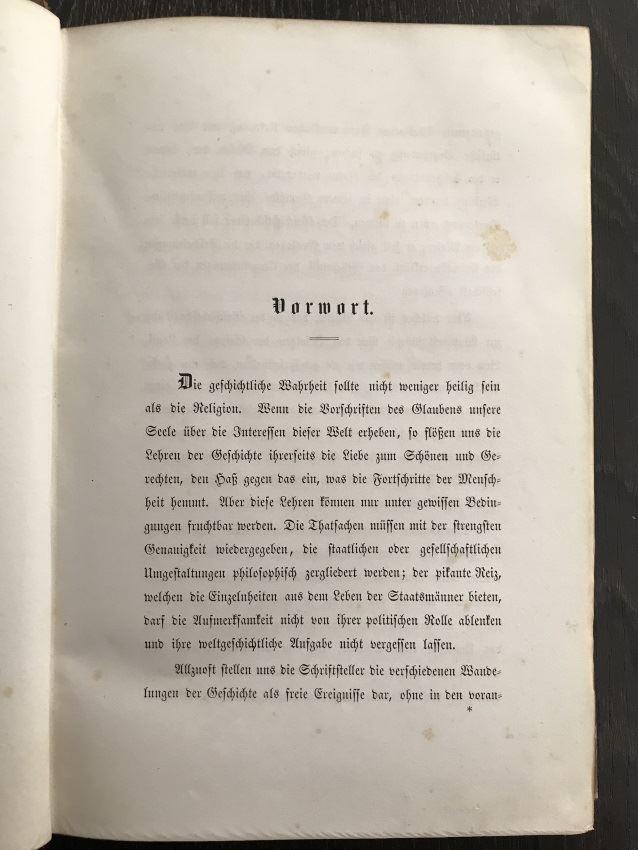 Vorwort.
Die geschichtliche Wahrheit sollte nicht weniger heilig sein
als die Religion. Wenn die Vorschriften des Glaubens unsere
Seele über die Interessen dieser Welt erheben, so flößen uns die
Lehren der Geschichte ihrerseits die Liebe zum Schönen und Ge-
rechten, den Haß gegen das ein, was die Fortschritte der Mensch-
heit hemmt. Aber diese Lehren können nur unter gewissen Bedin-
gungen fruchtbar werden. Die Thatsachen müssen mit der strengsten
Genauigkeit wiedergegeben, die staatlichen oder gesellschaftlichen
Umgestaltungen philosophisch zergliedert werden; der pikante Reiz,
welchen die Einzelnheiten aus dem Leben der Staatsmänner bieten,
darf die Aufmerksamkeit nicht von ihrer politischen Rolle ablenken
und ihre weltgeschichtliche Aufgabe nicht vergessen lassen.
Allzuoft stellen uns die Schriftsteller die verschiedenen Wande-
lungen der Geschichte als freie Ereignisse dar, ohne in den voran-
*